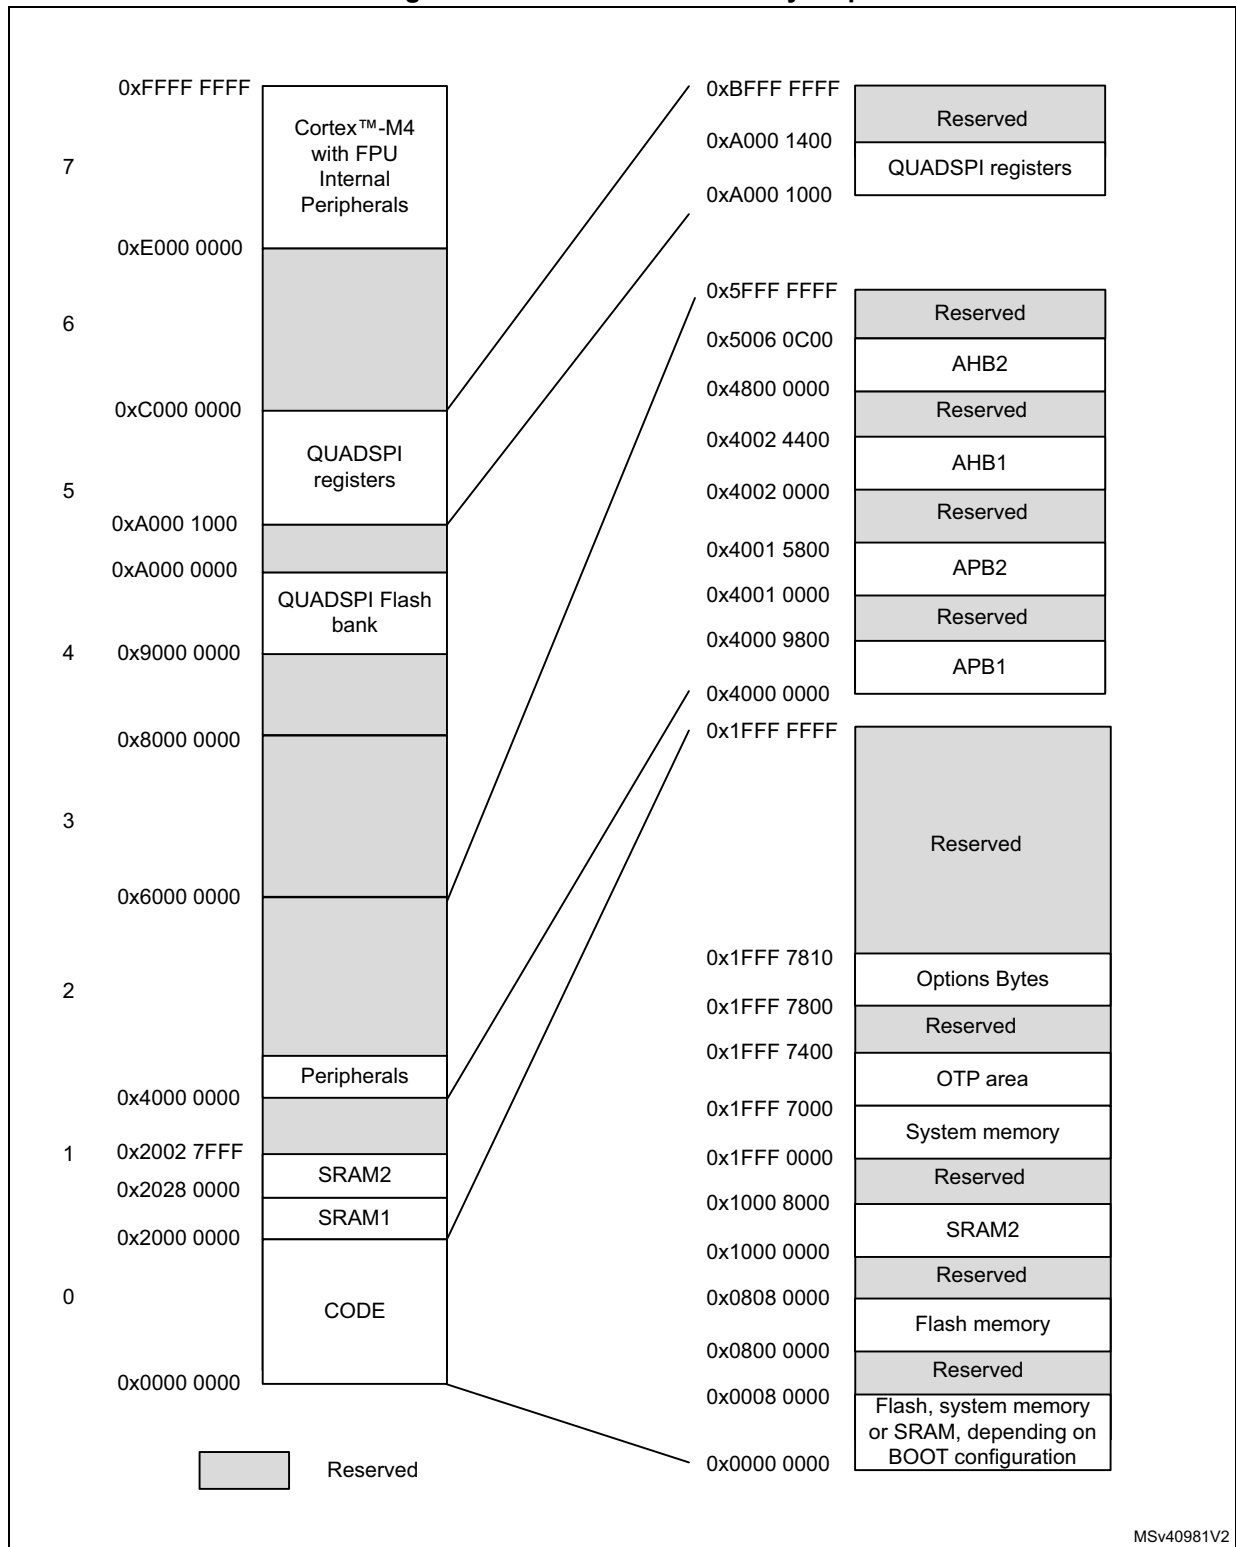 0xFFFF FFFF
Cortex™-M4
with FPU
Internal
Peripherals
7
0xE000 0000
6
0xC000 0000
QUADSPI
registers
5
0xA000 1000
0xA000 0000
QUADSPI Flash
bank
4
0x9000 0000
0x8000 0000
3
0x6000 0000
2
Peripherals
0x4000 0000
1
0x2002 7FFF
SRAM2
0x2028 0000
SRAM1
0x2000 0000
0
CODE
0x0000 0000
Reserved
0xBFFF FFFF
Reserved
0xA000 1400
QUADSPI registers
0xA000 1000
0x5FFF FFFF
Reserved
0x5006 0C00
AHB2
0x4800 0000
Reserved
0x4002 4400
AHB1
0x4002 0000
Reserved
0x4001 5800
APB2
0x4001 0000
Reserved
0x4000 9800
APB1
0x4000 0000
0x1FFF FFFF
Reserved
0x1FFF 7810
Options Bytes
0x1FFF 7800
Reserved
0x1FFF 7400
OTP area
0x1FFF 7000
System memory
0x1FFF 0000
Reserved
0x1000 8000
SRAM2
0x1000 0000
Reserved
0x0808 0000
Flash memory
0x0800 0000
Reserved
0x0008 0000
Flash, system memory
or SRAM, depending on
BOOT configuration
0x0000 0000
MSv40981V2